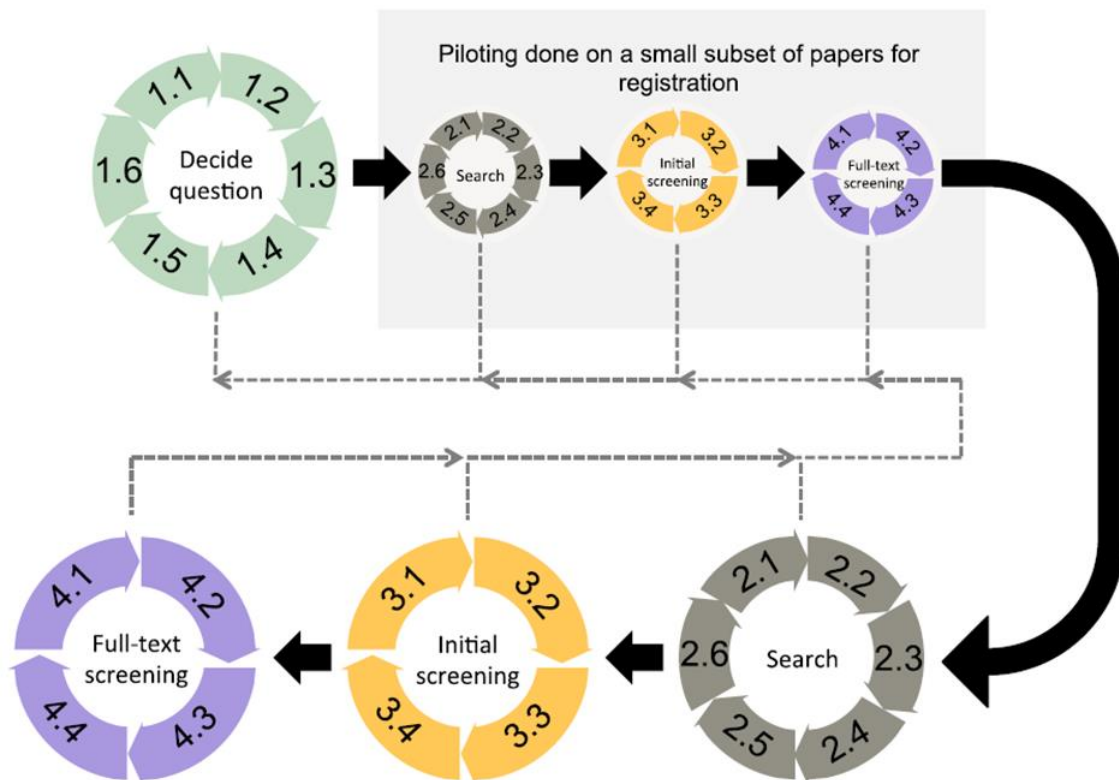 Piloting done on a small subset of papers for
registration
1.1
1.2
1.3
1.4
1.5
1.6
Decide
question
2.1
2.2
2.3
2.4
2.5
2.6
Search
3.1
3.2
3.3
3.4
Initial
screening
4.1
4.2
4.3
4.4
Full-text
screening
4.1
4.2
4.3
4.4
Full-text
screening
3.1
3.2
3.3
3.4
Initial
screening
2.1
2.2
2.3
2.4
2.5
2.6
Search